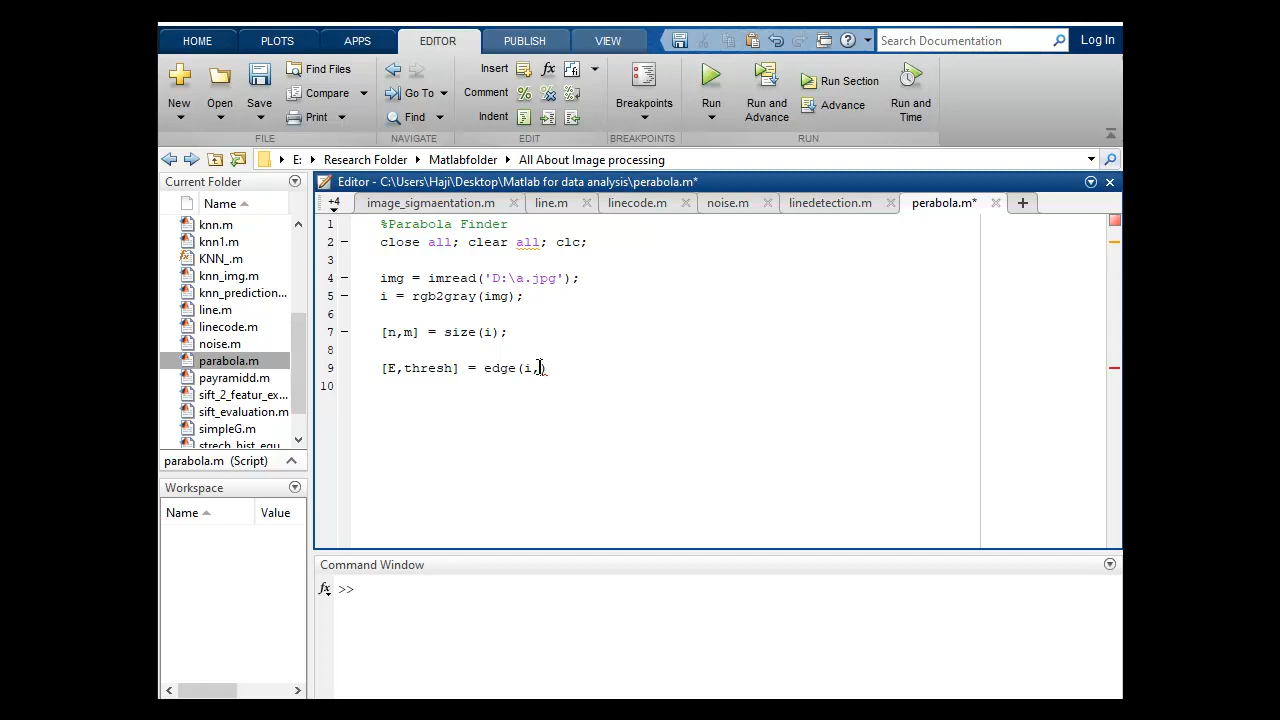 HOME PLOTS APPS EDITOR PUBLISH VIEW Search Documentation Log In
New Open Save Find Files Compare Print
FILE
Go To Find
NAVIGATE
Insert fx
Comment
Indent
EDIT
Breakpoints
BREAKPOINTS
Run Run and Advance Run Section Advance Run and Time
RUN
E: Research Folder Matlabfolder All About Image processing
Current Folder
Name
knn.m
knn1.m
KNN_.m
knn_img.m
knn_prediction...
line.m
linecode.m
noise.m
parabola.m
payramidd.m
sift_2_featur_ex...
sift_evaluation.m
simpleG.m
strech_hist_equ
parabola.m (Script)
Workspace
Name Value
Editor - C:\Users\Haji\Desktop\Matlab for data analysis\perabola.m*
+4 image_sigmaentation.m line.m linecode.m noise.m linedetection.m perabola.m*
1 %Parabola Finder
2 close all; clear all; clc;
3
4 img = imread('D:\a.jpg');
5 i = rgb2gray(img);
6
7 [n,m] = size(i);
8
9 [E,thresh] = edge(i,)
10
Command Window
fx >>